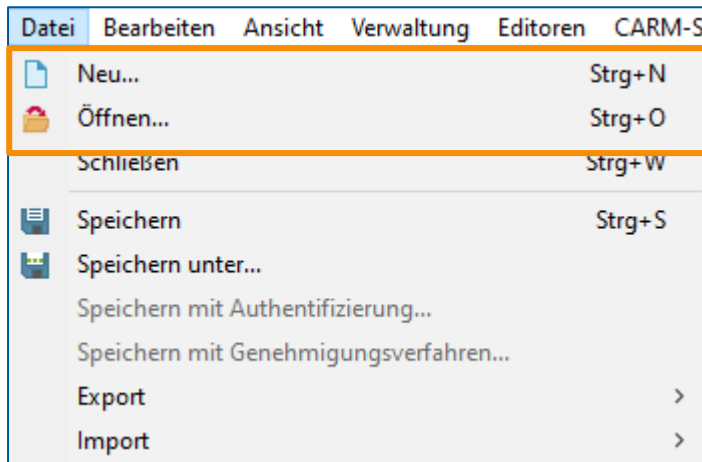 Datei Bearbeiten Ansicht Verwaltung Editoren CARM-S
Neu... Strg+N
Öffnen... Strg+O
Schließen Strg+W
Speichern Strg+S
Speichern unter...
Speichern mit Authentifizierung...
Speichern mit Genehmigungsverfahren...
Export
Import